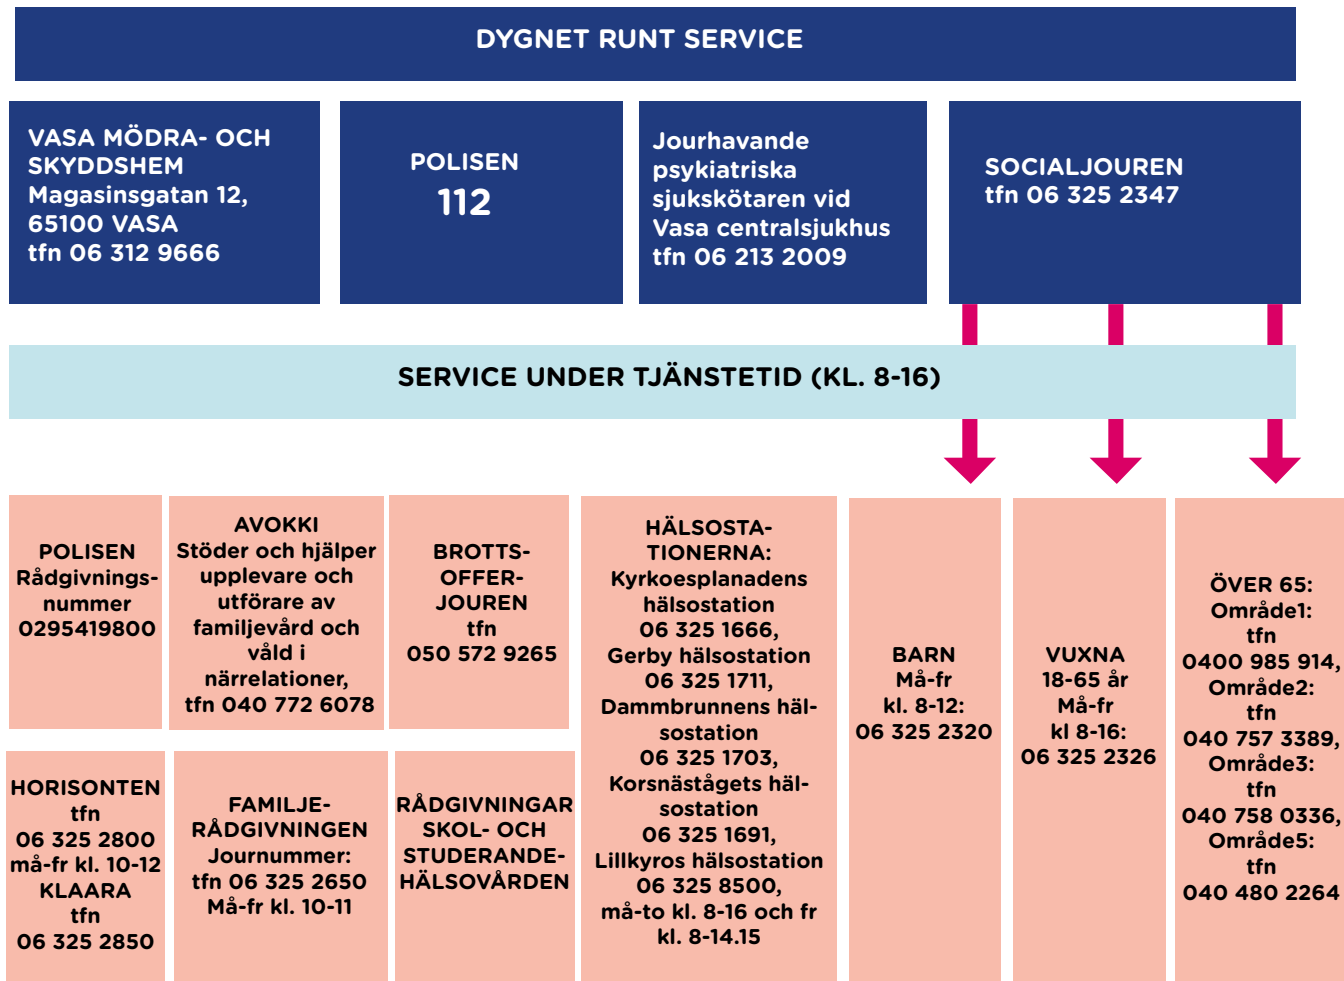 DYGNET RUNT SERVICE
VASA MÖDRA- OCH
SKYDDSHEM
Magasinsgatan 12,
65100 VASA
tfn 06 312 9666
POLISEN
112
Jourhavande
psykiatriska
sjukskötaren vid
Vasa centralsjukhus
tfn 06 213 2009
SOCIALJOUREN
tfn 06 325 2347
SERVICE UNDER TJÄNSTETID (KL. 8-16)
POLISEN
Rådgivnings-
nummer
0295419800
AVOKKI
Stöder och hjälper
upplevare och
utförare av
familjevård och
våld i
närrelationer,
tfn 040 772 6078
BROTTS-
OFFER-
JOUREN
tfn
050 572 9265
HORISONTEN
tfn
06 325 2800
må-fr kl. 10-12
KLAARA
tfn
06 325 2850
FAMILJE-
RÅDGIVNINGEN
Journummer:
tfn 06 325 2650
Må-fr kl. 10-11
RÅDGIVNINGAR
SKOL- OCH
STUDERANDE-
HÄLSOVÅRDEN
HÄLSOSTA-
TIONERNA:
Kyrkoesplanadens
hälsostation
06 325 1666,
Gerby hälsostation
06 325 1711,
Dammbrunnens häl-
sostation
06 325 1703,
Korsnästågets häl-
sostation
06 325 1691,
Lillkyros hälsostation
06 325 8500,
må-to kl. 8-16 och fr
kl. 8-14.15
BARN
Må-fr
kl. 8-12:
06 325 2320
VUXNA
18-65 år
Må-fr
kl 8-16:
06 325 2326
ÖVER 65:
Område1:
tfn
0400 985 914,
Område2:
tfn
040 757 3389,
Område3:
tfn
040 758 0336,
Område5:
tfn
040 480 2264